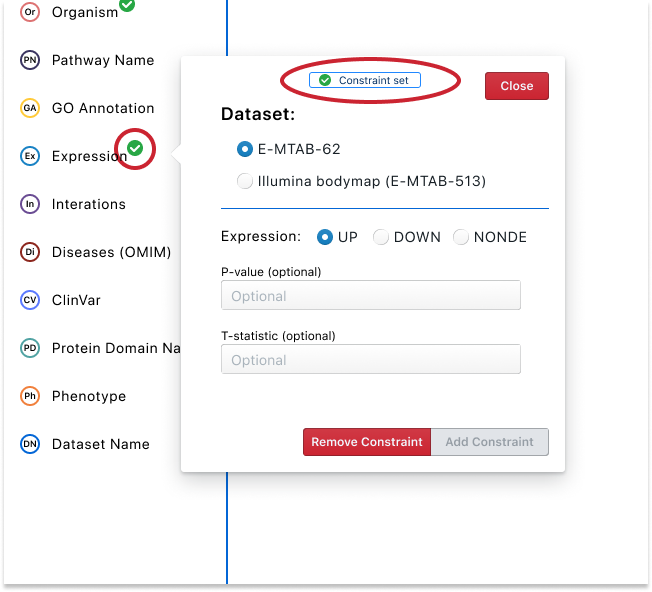 Or Organism
PN Pathway Name
GA GO Annotation
Ex Expression
In Interations
Di Diseases (OMIM)
CV ClinVar
PD Protein Domain Na
Ph Phenotype
DN Dataset Name
Constraint set
Close
Dataset:
E-MTAB-62
Illumina bodymap (E-MTAB-513)
Expression: UP DOWN NONDE
P-value (optional)
Optional
T-statistic (optional)
Optional
Remove Constraint Add Constraint